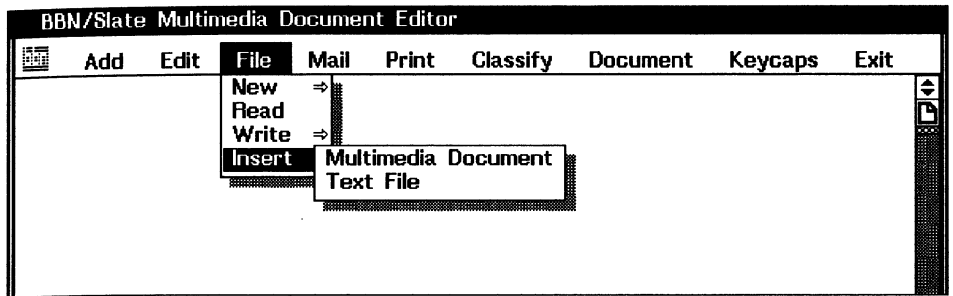 BBN/Slate Multimedia Document Editor
Add Edit File Mail Print Classify Document Keycaps Exit
New ⇒
Read
Write ⇒
Insert
Multimedia Document
Text File